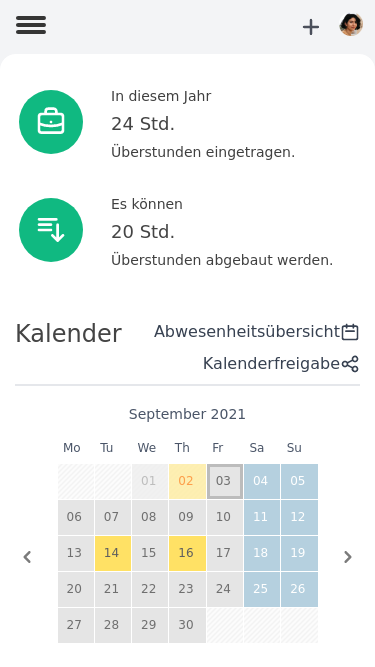 In diesem Jahr
24 Std.
Überstunden eingetragen.
Es können
20 Std.
Überstunden abgebaut werden.
Kalender
Abwesenheitsübersicht
Kalenderfreigabe
September 2021
Mo Tu We Th Fr Sa Su
01 02 03 04 05
06 07 08 09 10 11 12
13 14 15 16 17 18 19
20 21 22 23 24 25 26
27 28 29 30